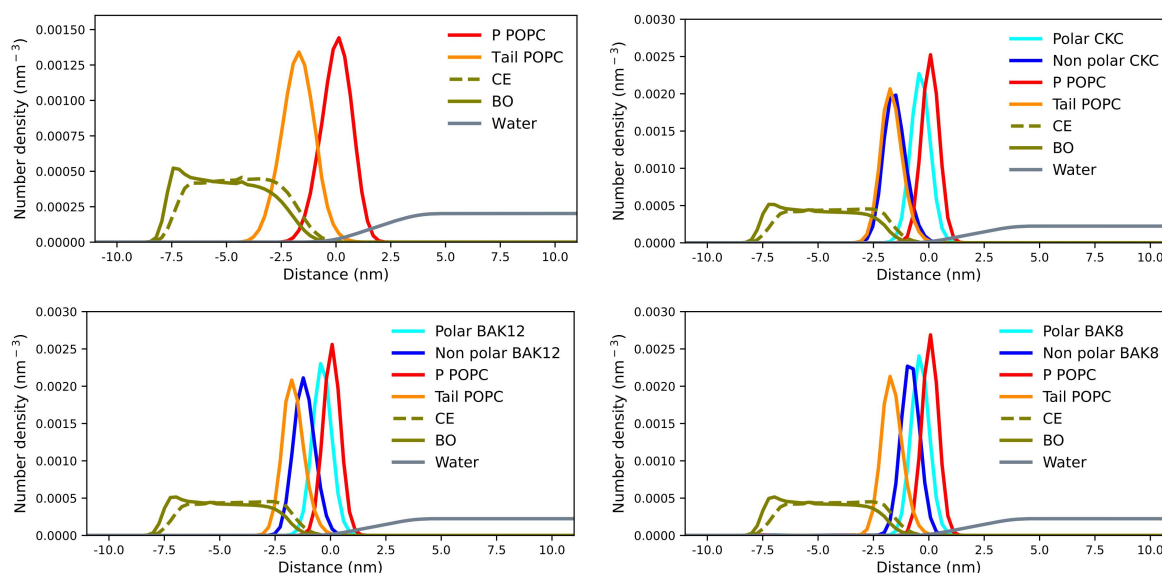 Number density (nm⁻³)
0.00150
0.00125
0.00100
0.00075
0.00050
0.00025
0.00000
P POPC
Tail POPC
CE
BO
Water
-10.0 -7.5 -5.0 -2.5 0.0 2.5 5.0 7.5 10.0
Distance (nm)
Number density (nm⁻³)
0.0030
0.0025
0.0020
0.0015
0.0010
0.0005
0.0000
Polar CKC
Non polar CKC
P POPC
Tail POPC
CE
BO
Water
-10.0 -7.5 -5.0 -2.5 0.0 2.5 5.0 7.5 10.0
Distance (nm)
Number density (nm⁻³)
0.0030
0.0025
0.0020
0.0015
0.0010
0.0005
0.0000
Polar BAK12
Non polar BAK12
P POPC
Tail POPC
CE
BO
Water
-10.0 -7.5 -5.0 -2.5 0.0 2.5 5.0 7.5 10.0
Distance (nm)
Number density (nm⁻³)
0.0030
0.0025
0.0020
0.0015
0.0010
0.0005
0.0000
Polar BAK8
Non polar BAK8
P POPC
Tail POPC
CE
BO
Water
-10.0 -7.5 -5.0 -2.5 0.0 2.5 5.0 7.5 10.0
Distance (nm)